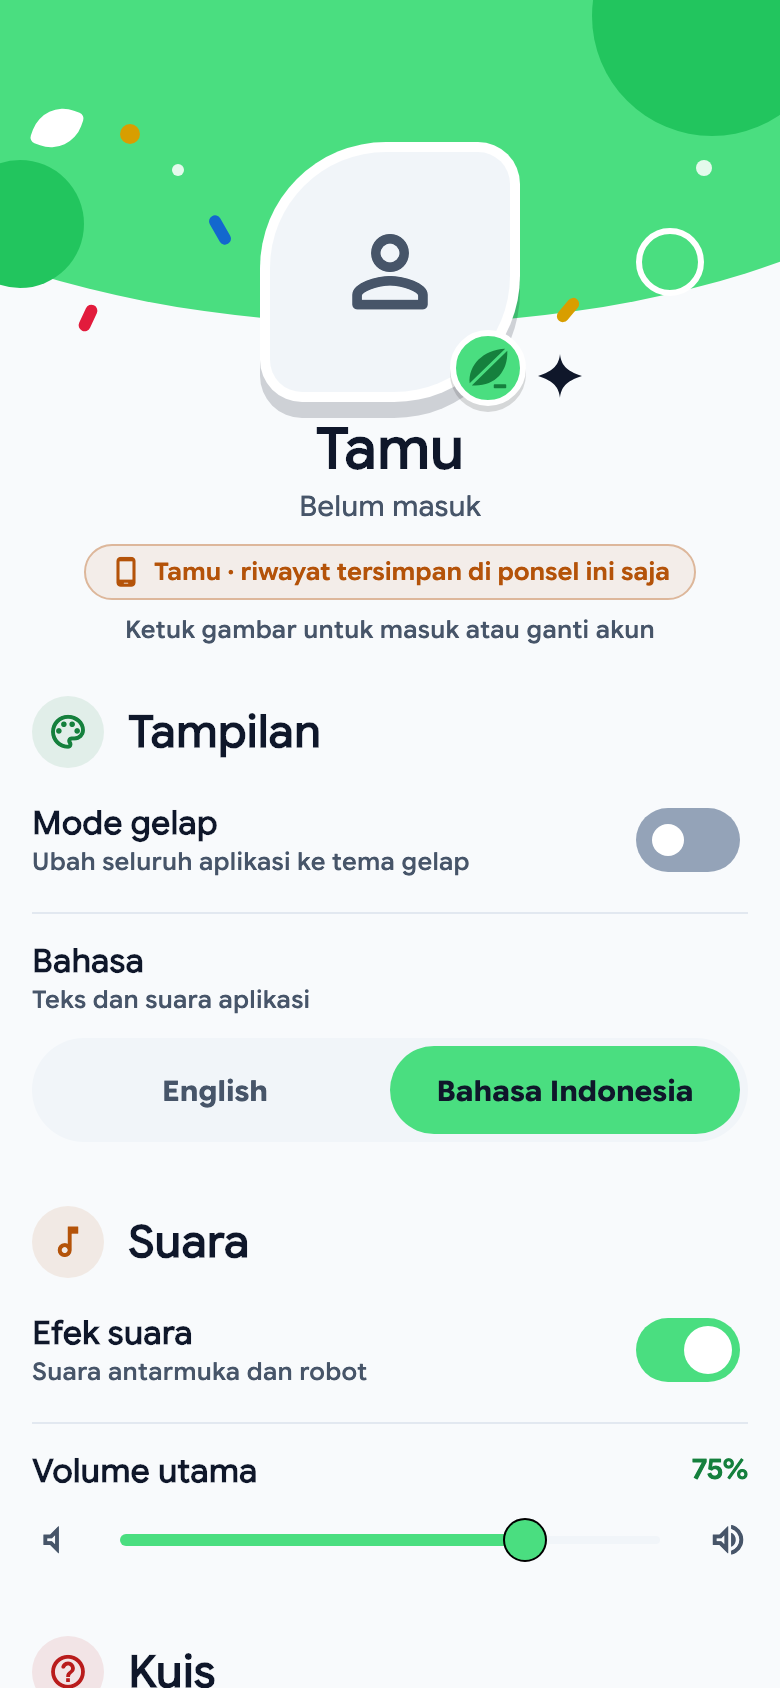 Tamu
Belum masuk
Tamu · riwayat tersimpan di ponsel ini saja
Ketuk gambar untuk masuk atau ganti akun
Tampilan
Mode gelap
Ubah seluruh aplikasi ke tema gelap
Bahasa
Teks dan suara aplikasi
English
Bahasa Indonesia
Suara
Efek suara
Suara antarmuka dan robot
Volume utama
75%
Kuis